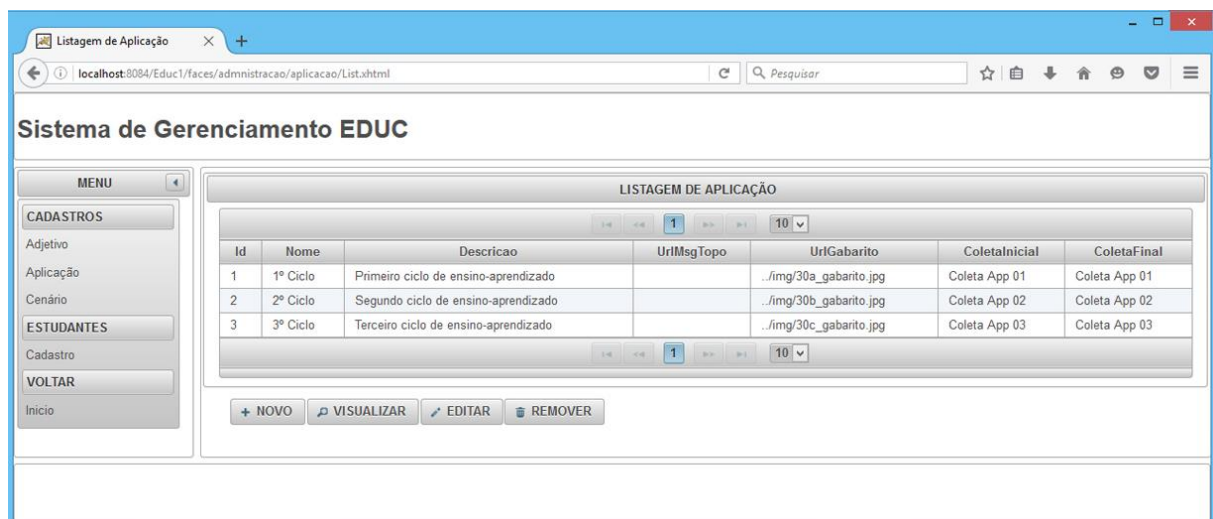 Listagem de Aplicação
localhost:8084/Educ1/faces/admnistracao/aplicacao/List.xhtml
Pesquisar
Sistema de Gerenciamento EDUC
MENU
CADASTROS
Adjetivo
Aplicação
Cenário
ESTUDANTES
Cadastro
VOLTAR
Inicio
LISTAGEM DE APLICAÇÃO
1 10
Id Nome Descricao UrlMsgTopo UrlGabarito ColetaInicial ColetaFinal
1 1º Ciclo Primeiro ciclo de ensino-aprendizado ../img/30a_gabarito.jpg Coleta App 01 Coleta App 01
2 2º Ciclo Segundo ciclo de ensino-aprendizado ../img/30b_gabarito.jpg Coleta App 02 Coleta App 02
3 3º Ciclo Terceiro ciclo de ensino-aprendizado ../img/30c_gabarito.jpg Coleta App 03 Coleta App 03
1 10
NOVO VISUALIZAR EDITAR REMOVER